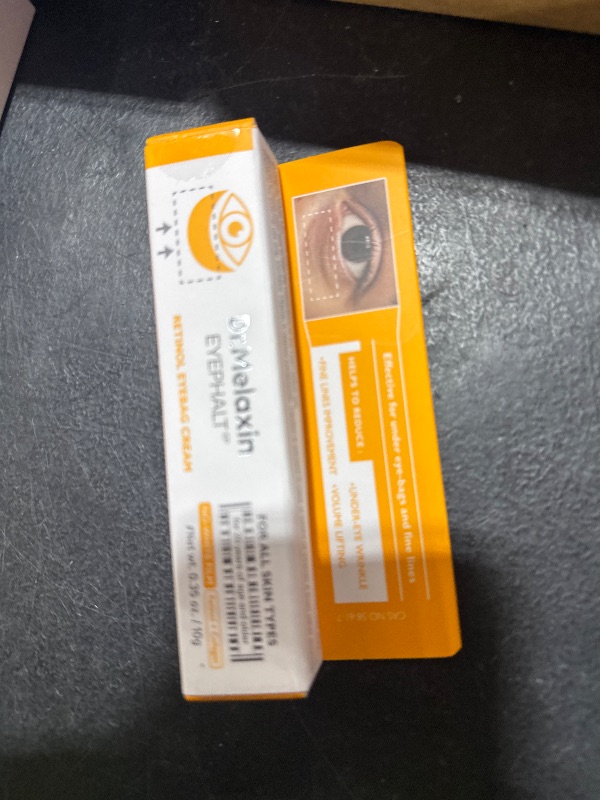 Dr.Melaxin
EYEPHALT
RETINOL EYEBAG CREAM
FOR ALL SKIN TYPES
Net wt. 0.35 oz. / 10g
Effective for under eye-bags and fine lines
HELPS TO REDUCE -
•UNDER-EYE WRINKLE
•FINE LINES IMPROVEMENT
•VOLUME LIFTING